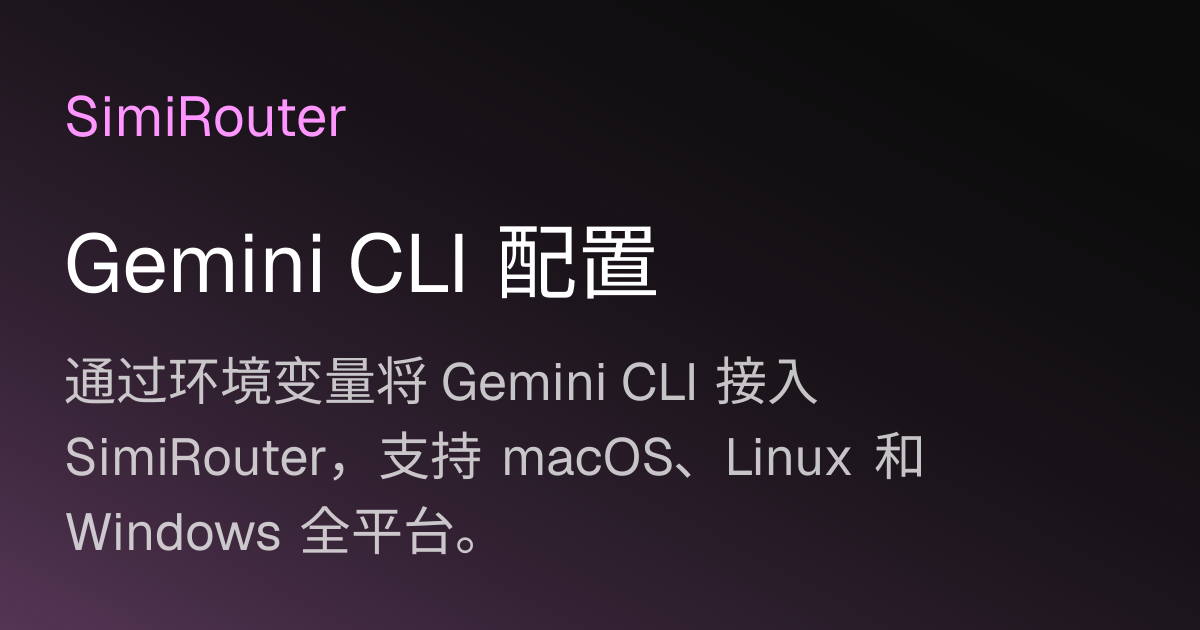 SimiRouter
Gemini CLI 配置
通过环境变量将 Gemini CLI 接入
SimiRouter，支持 macOS、Linux 和
Windows 全平台。